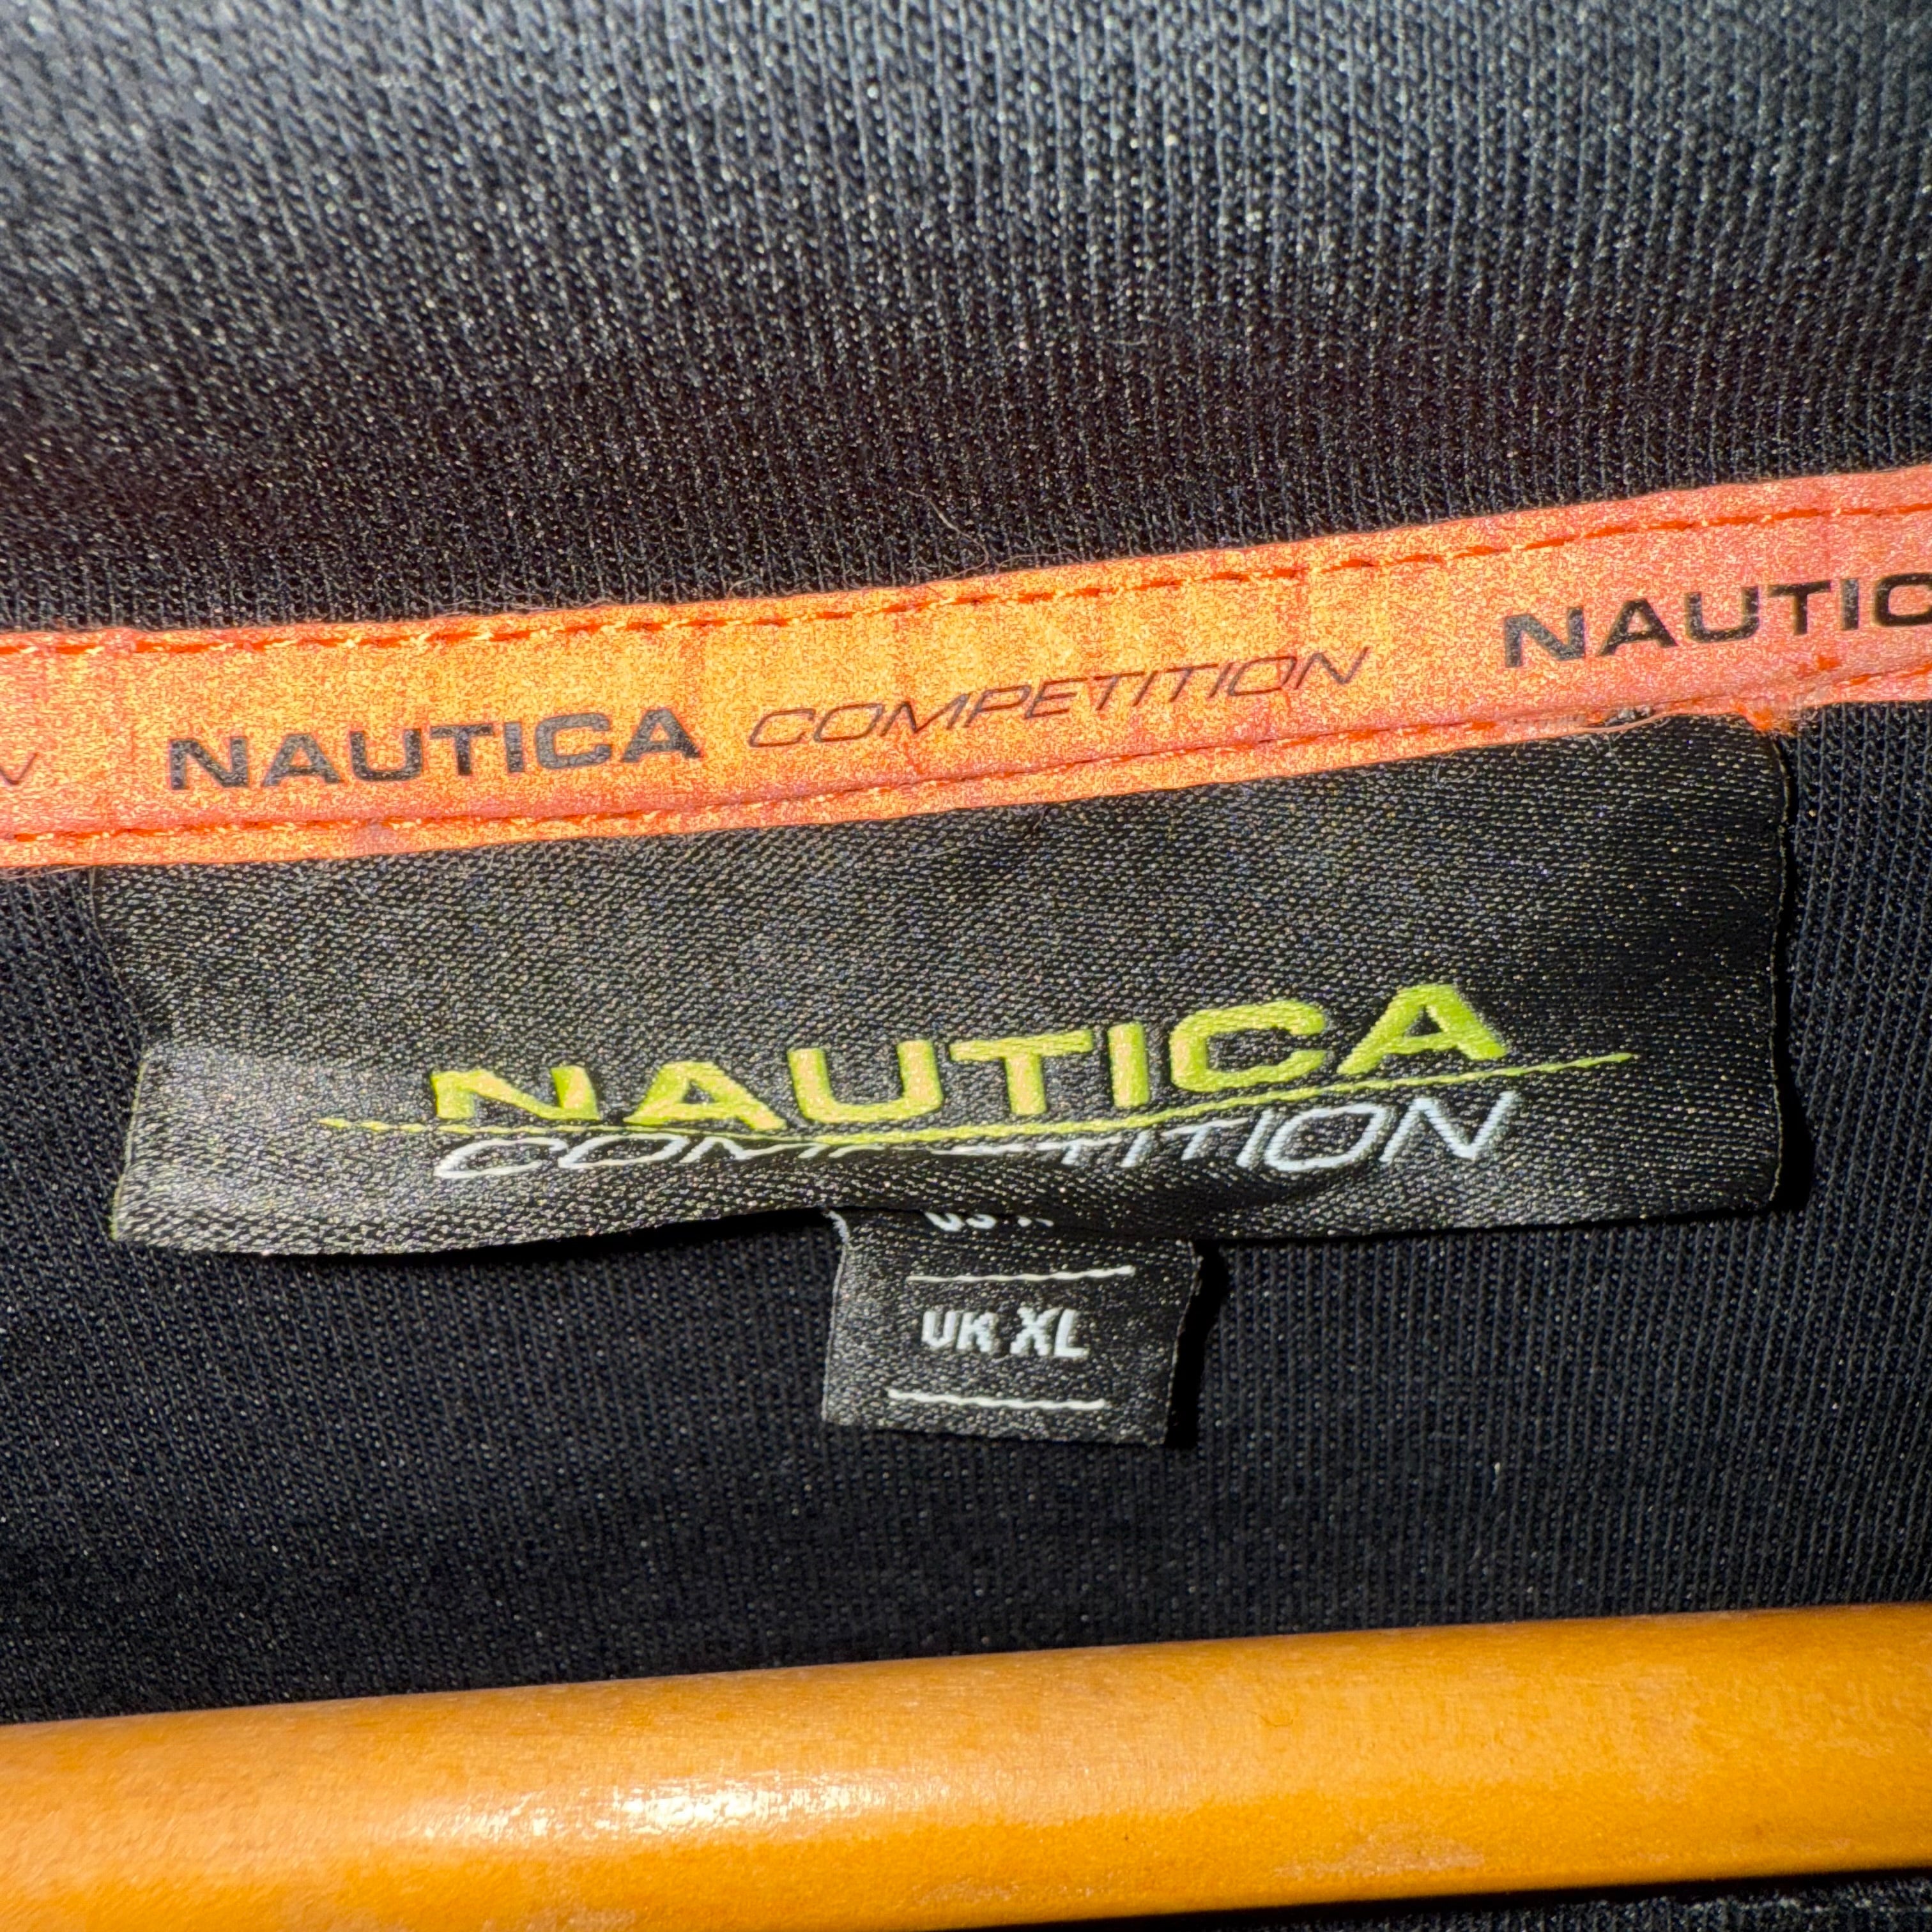 NAUTICA COMPETITION NAUTIC
NAUTICA
COMPETITION
UK XL